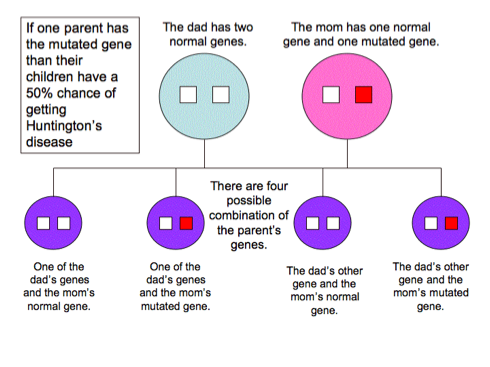 If one parent has
the mutated gene
than their
children have a
50% chance of
getting
Huntington's
disease
The dad has two
normal genes.
The mom has one normal
gene and one mutated gene.
There are four
possible
combination of
the parent's
genes.
One of the
dad's genes
and the mom's
normal gene.
One of the
dad's genes
and the mom's
mutated gene.
The dad's other
gene and the
mom's normal
gene.
The dad's other
gene and the
mom's mutated
gene.